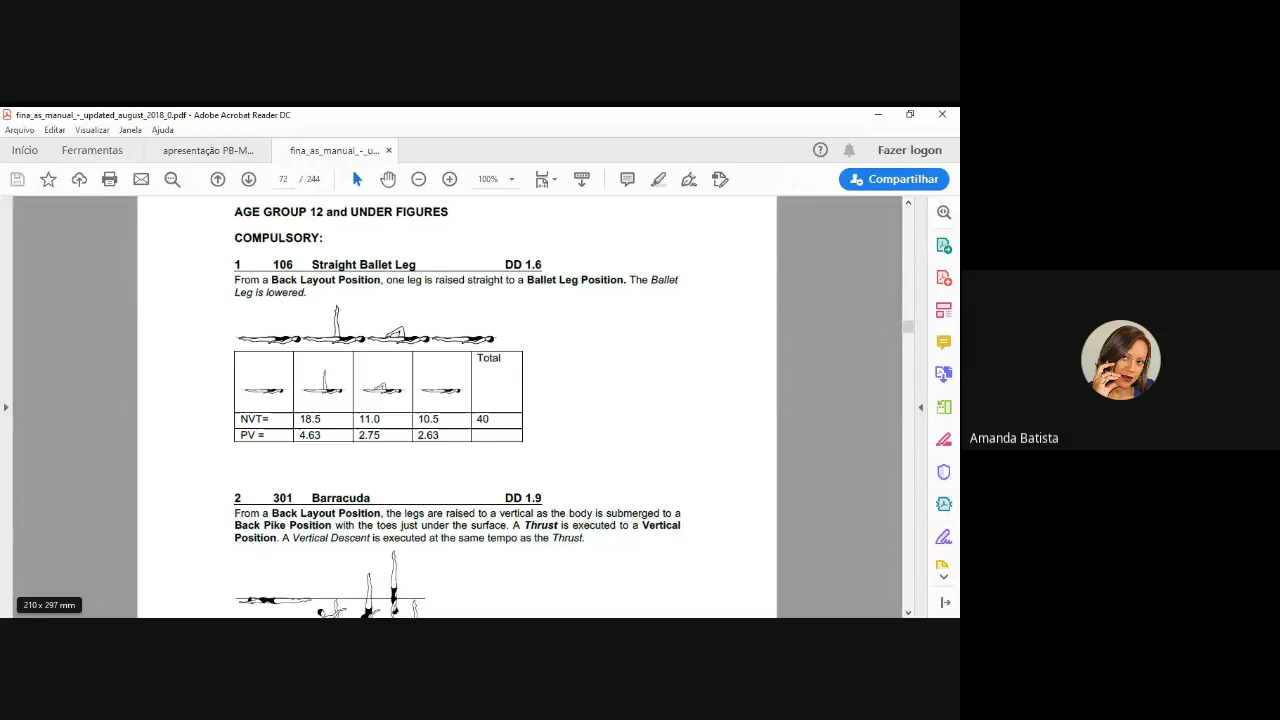 fina_as_manual_-_updated_august_2018_0.pdf - Adobe Acrobat Reader DC
Arquivo Editar Visualizar Janela Ajuda
Início Ferramentas apresentação PB-M... fina_as_manual_-_u... Fazer logon
72 / 244 100% Compartilhar
AGE GROUP 12 and UNDER FIGURES
COMPULSORY:
1 106 Straight Ballet Leg DD 1.6
From a Back Layout Position, one leg is raised straight to a Ballet Leg Position. The Ballet
Leg is lowered.
Total
NVT= 18.5 11.0 10.5 40
PV = 4.63 2.75 2.63
2 301 Barracuda DD 1.9
From a Back Layout Position, the legs are raised to a vertical as the body is submerged to a
Back Pike Position with the toes just under the surface. A Thrust is executed to a Vertical
Position. A Vertical Descent is executed at the same tempo as the Thrust.
210 x 297 mm
Amanda Batista